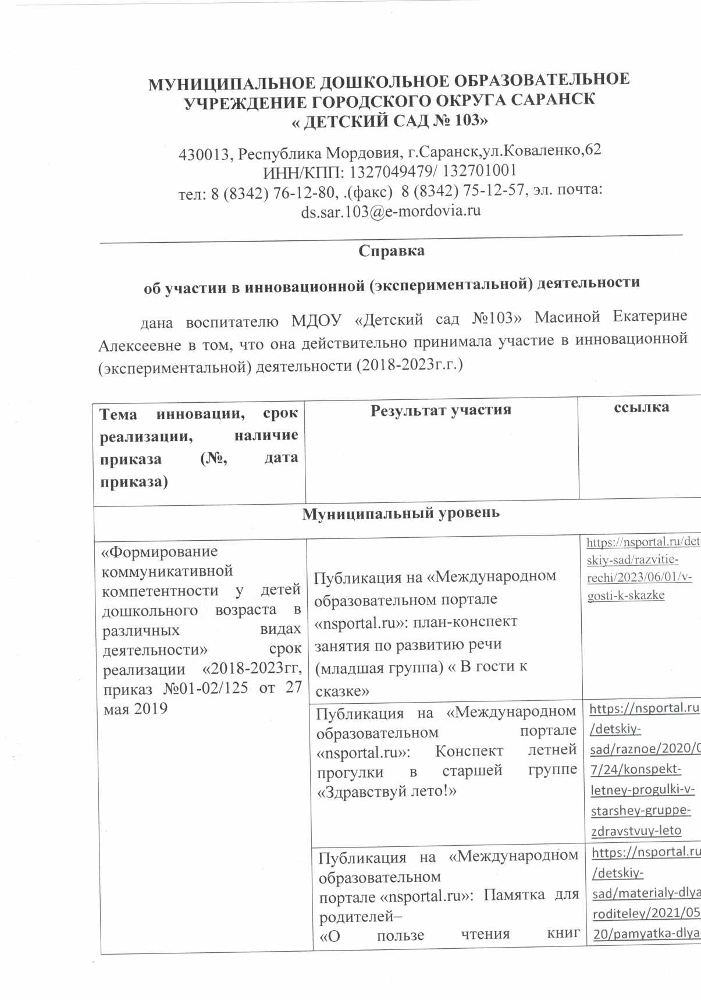 МУНИЦИПАЛЬНОЕ ДОШКОЛЬНОЕ ОБРАЗОВАТЕЛЬНОЕ
УЧРЕЖДЕНИЕ ГОРОДСКОГО ОКРУГА САРАНСК
« ДЕТСКИЙ САД № 103»
430013, Республика Мордовия, г.Саранск,ул.Коваленко,62
ИНН/КПП: 1327049479/ 132701001
тел: 8 (8342) 76-12-80, .(факс) 8 (8342) 75-12-57, эл. почта:
ds.sar.103@e-mordovia.ru
Справка
об участии в инновационной (экспериментальной) деятельности
дана воспитателю МДОУ «Детский сад №103» Масиной Екатерине
Алексеевне в том, что она действительно принимала участие в инновационной
(экспериментальной) деятельности (2018-2023г.г.)
Тема инновации, срок
реализации, наличие
приказа (№, дата
приказа)
Результат участия
ссылка
Муниципальный уровень
«Формирование
коммуникативной
компетентности у детей
дошкольного возраста в
различных видах
деятельности» срок
реализации «2018-2023гг,
приказ №01-02/125 от 27
мая 2019
Публикация на «Международном
образовательном портале
«nsportal.ru»: план-конспект
занятия по развитию речи
(младшая группа) « В гости к
сказке»
https://nsportal.ru/det
skiy-sad/razvitie-
rechi/2023/06/01/v-
gosti-k-skazke
Публикация на «Международном
образовательном портале
«nsportal.ru»: Конспект летней
прогулки в старшей группе
«Здравствуй лето!»
https://nsportal.ru
/detskiy-
sad/raznoe/2020/0
7/24/konspekt-
letney-progulki-v-
starshey-gruppe-
zdravstvuy-leto
Публикация на «Международном
образовательном
портале «nsportal.ru»: Памятка для
родителей–
«О пользе чтения книг
https://nsportal.ru
/detskiy-
sad/materialy-dlya
roditeley/2021/05
20/pamyatka-dlya-